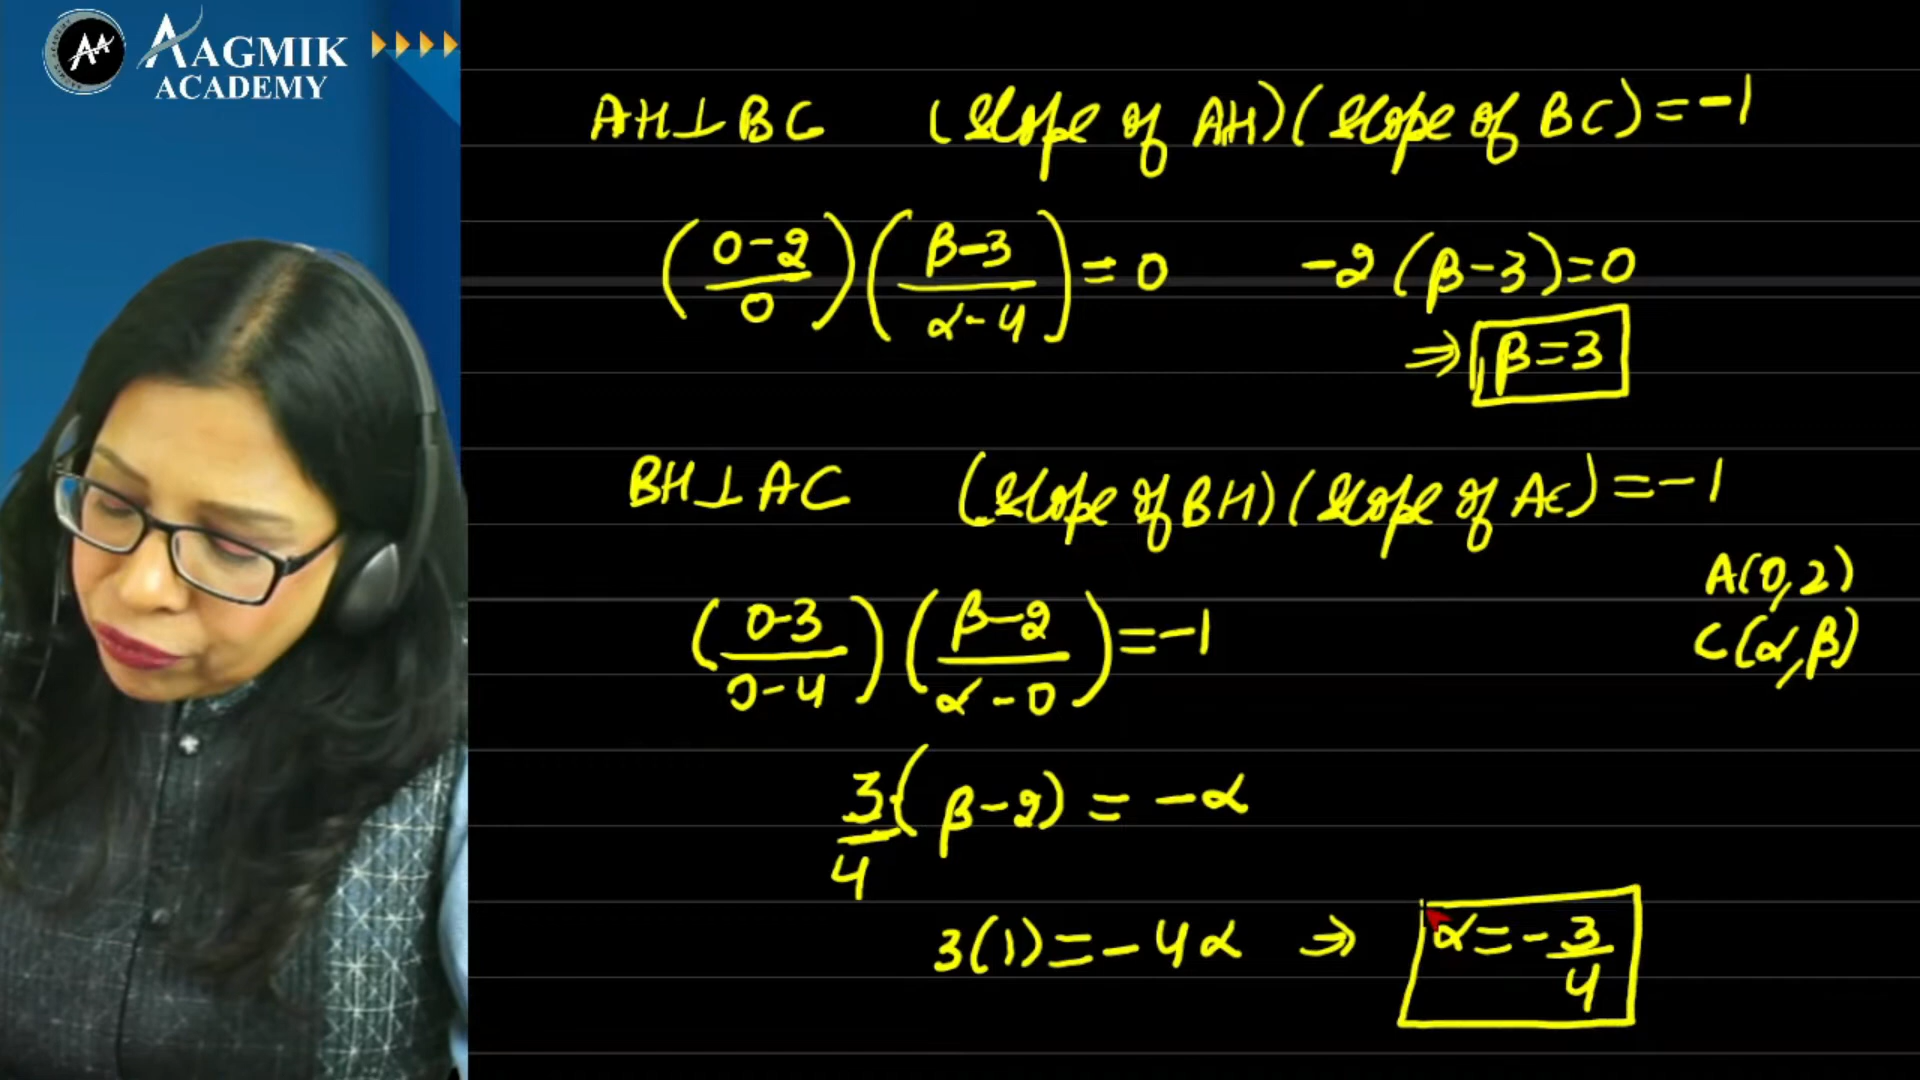 AAGMIK
ACADEMY
AH⊥BC (Slope of AH)(Slope of BC)=-1
((0-2)/0)((β-3)/(α-4))=0 -2(β-3)=0
⇒ β=3
BH⊥AC (Slope of BH)(Slope of AC)=-1
A(0,2)
C(α,β)
((0-3)/(0-4))((β-2)/(α-0))=-1
3/4(β-2)=-α
3(1)=-4α ⇒ α=-3/4